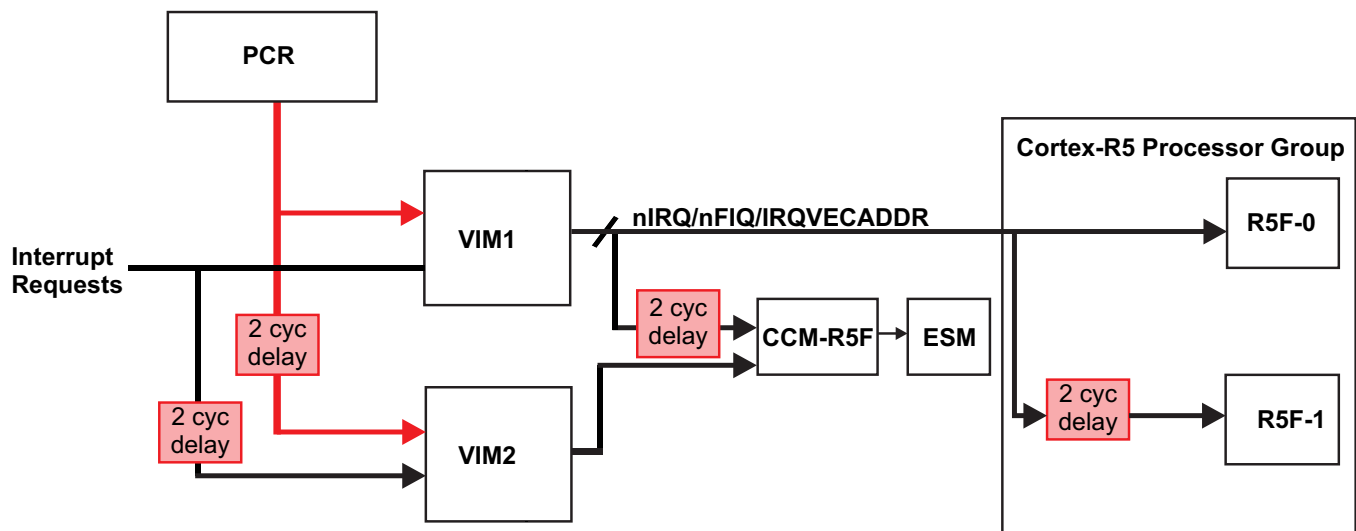 PCR
Cortex-R5 Processor Group
nIRQ/nFIQ/IRQVECADDR
R5F-0
VIM1
Interrupt
Requests
2 cyc
delay
2 cyc
delay
CCM-R5F
ESM
2 cyc
delay
2 cyc
delay
R5F-1
VIM2